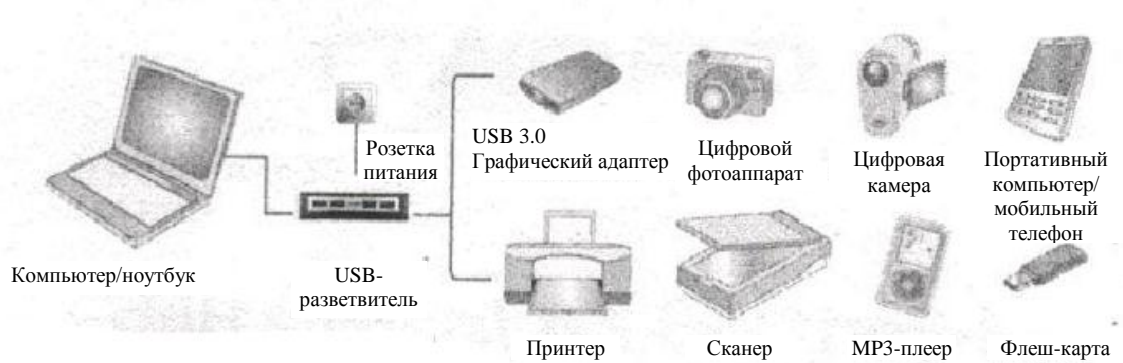 Розетка
питания
USB 3.0
Графический адаптер
Цифровой
фотоаппарат
Цифровая
камера
Портативный
компьютер/
мобильный
телефон
Компьютер/ноутбук
USB-
разветвитель
Принтер
Сканер
MP3-плеер
Флеш-карта